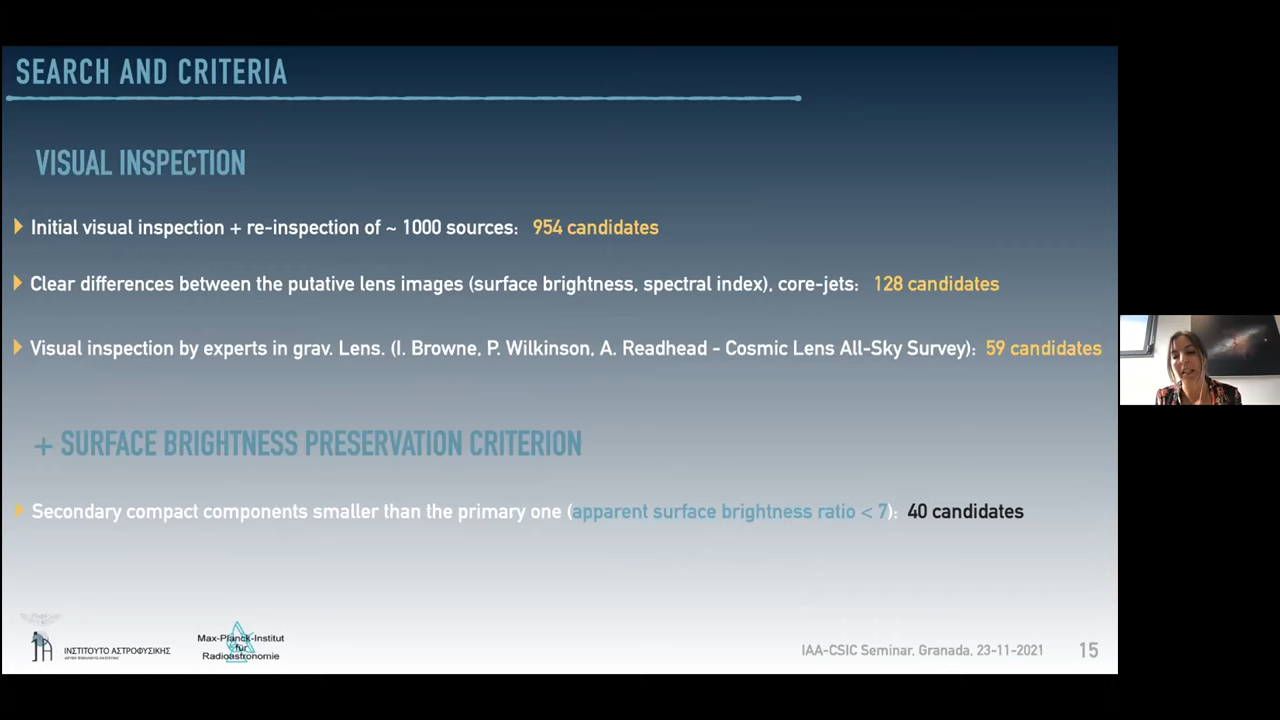 SEARCH AND CRITERIA
VISUAL INSPECTION
Initial visual inspection + re-inspection of ~ 1000 sources: 954 candidates
Clear differences between the putative lens images (surface brightness, spectral index), core-jets: 128 candidates
Visual inspection by experts in grav. Lens. (I. Browne, P. Wilkinson, A. Readhead - Cosmic Lens All-Sky Survey): 59 candidates
+ SURFACE BRIGHTNESS PRESERVATION CRITERION
Secondary compact components smaller than the primary one (apparent surface brightness ratio < 7): 40 candidates
ΙΝΣΤΙΤΟΥΤΟ ΑΣΤΡΟΦΥΣΙΚΗΣ
Max-Planck-Institut
für
Radioastronomie
IAA-CSIC Seminar, Granada, 23-11-2021 15